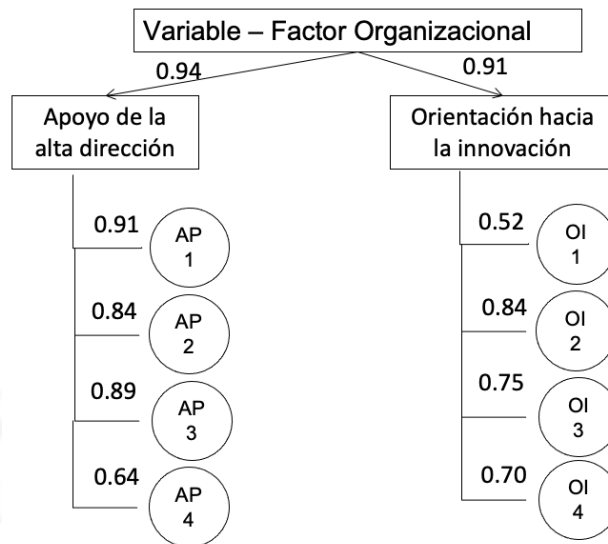 Variable – Factor Organizacional
0.94
0.91
Apoyo de la
alta dirección
Orientación hacia
la innovación
0.91
AP
1
0.84
AP
2
0.89
AP
3
0.64
AP
4
0.52
OI
1
0.84
OI
2
0.75
OI
3
0.70
OI
4